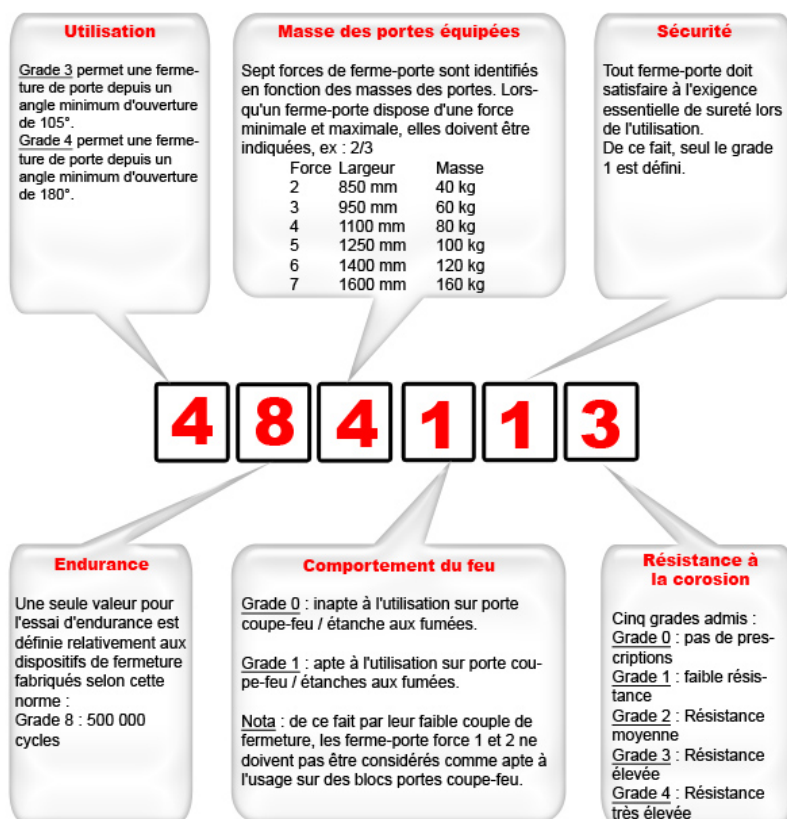 Utilisation
Grade 3 permet une ferme-
ture de porte depuis un
angle minimum d'ouverture
de 105°.
Grade 4 permet une ferme-
ture de porte depuis un
angle minimum d'ouverture
de 180°.
Masse des portes équipées
Sept forces de ferme-porte sont identifiés
en fonction des masses des portes. Lors-
qu'un ferme-porte dispose d'une force
minimale et maximale, elles doivent être
indiquées, ex : 2/3
Force Largeur Masse
2 850 mm 40 kg
3 950 mm 60 kg
4 1100 mm 80 kg
5 1250 mm 100 kg
6 1400 mm 120 kg
7 1600 mm 160 kg
Sécurité
Tout ferme-porte doit
satisfaire à l'exigence
essentielle de sureté lors
de l'utilisation.
De ce fait, seul le grade
1 est défini.
4 8 4 1 1 3
Endurance
Une seule valeur pour
l'essai d'endurance est
définie relativement aux
dispositifs de fermeture
fabriqués selon cette
norme :
Grade 8 : 500 000
cycles
Comportement du feu
Grade 0 : inapte à l'utilisation sur porte
coupe-feu / étanche aux fumées.
Grade 1 : apte à l'utilisation sur porte cou-
pe-feu / étanches aux fumées.
Nota : de ce fait par leur faible couple de
fermeture, les ferme-porte force 1 et 2 ne
doivent pas être considérés comme apte à
l'usage sur des blocs portes coupe-feu.
Résistance à
la corosion
Cinq grades admis :
Grade 0 : pas de pres-
criptions
Grade 1 : faible résis-
tance
Grade 2 : Résistance
moyenne
Grade 3 : Résistance
élevée
Grade 4 : Résistance
très élevée